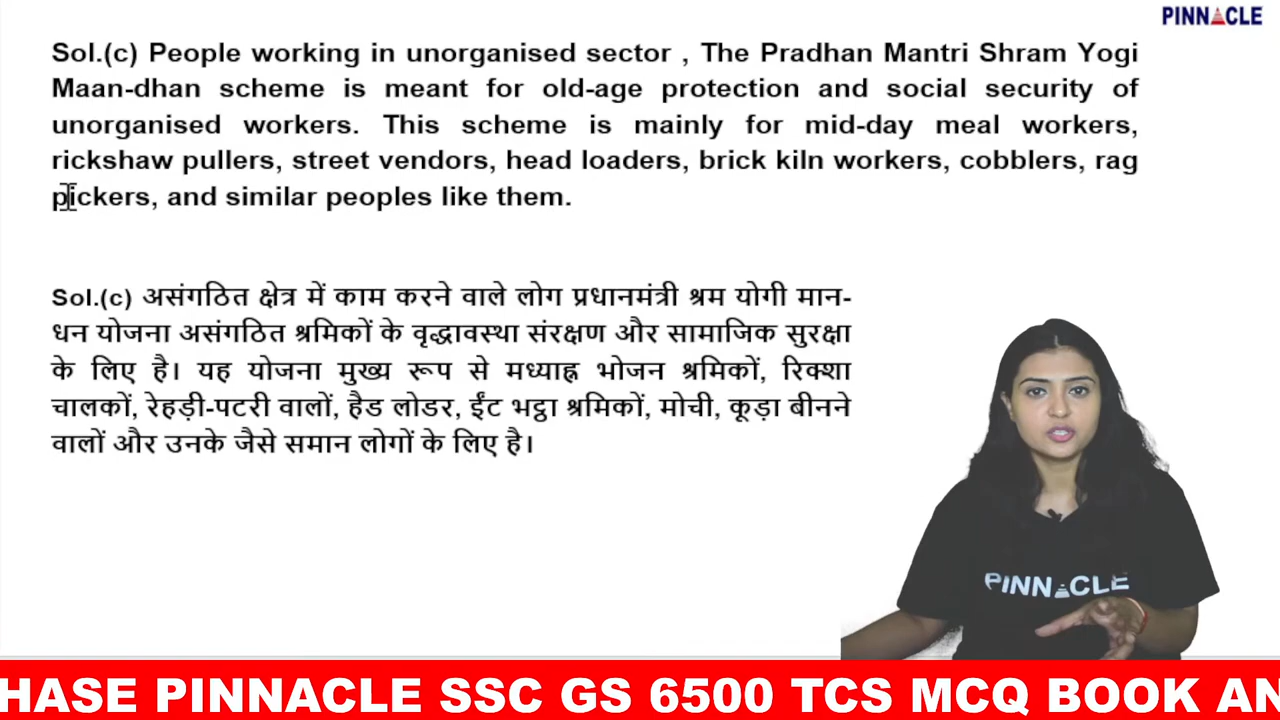 PINNACLE
Sol.(c) People working in unorganised sector , The Pradhan Mantri Shram Yogi
Maan-dhan scheme is meant for old-age protection and social security of
unorganised workers. This scheme is mainly for mid-day meal workers,
rickshaw pullers, street vendors, head loaders, brick kiln workers, cobblers, rag
pickers, and similar peoples like them.
Sol.(c) असंगठित क्षेत्र में काम करने वाले लोग प्रधानमंत्री श्रम योगी मान-
धन योजना असंगठित श्रमिकों के वृद्धावस्था संरक्षण और सामाजिक सुरक्षा
के लिए है। यह योजना मुख्य रूप से मध्याह्न भोजन श्रमिकों, रिक्शा
चालकों, रेहड़ी-पटरी वालों, हैड लोडर, ईंट भट्ठा श्रमिकों, मोची, कूड़ा बीनने
वालों और उनके जैसे समान लोगों के लिए है।
PINNACLE
HASE PINNACLE SSC GS 6500 TCS MCQ BOOK AN